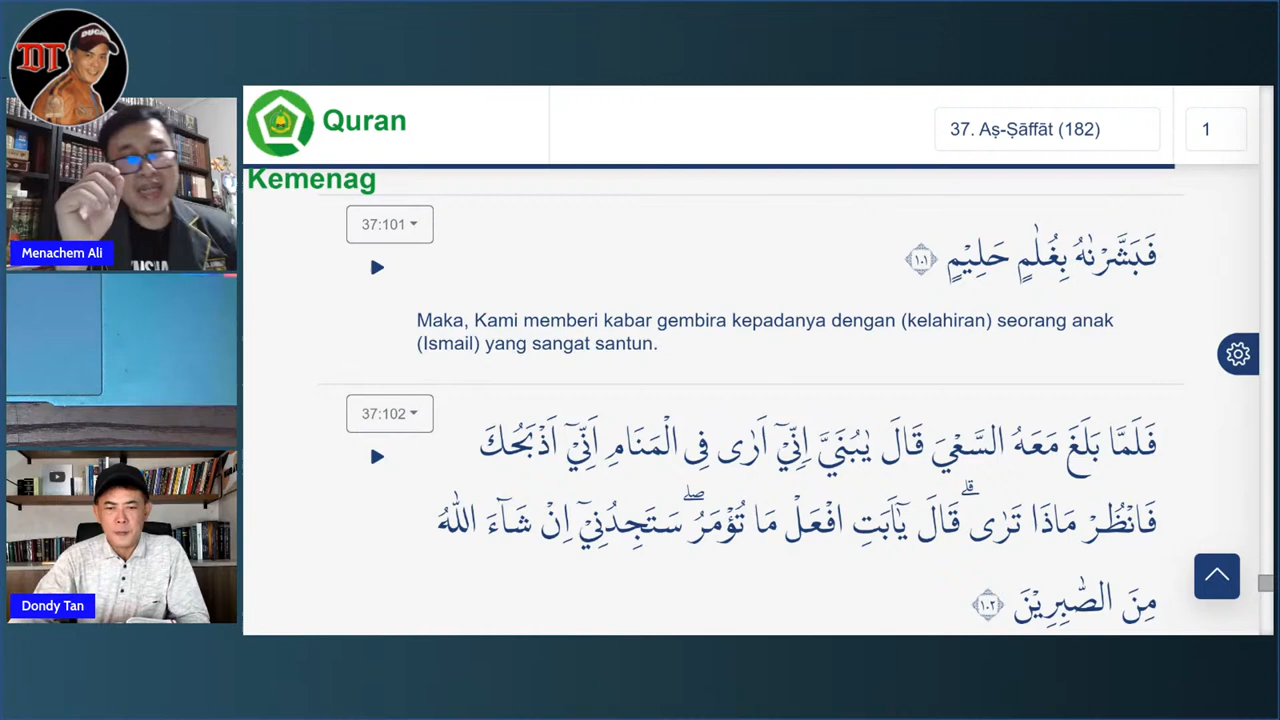 DT
DUCATI
Menachem Ali
Dondy Tan
Quran
Kemenag
37. Aṣ-Ṣāffāt (182)
1
37:101
فَبَشَّرْنٰهُ بِغُلٰمٍ حَلِيْمٍ ١٠١
Maka, Kami memberi kabar gembira kepadanya dengan (kelahiran) seorang anak
(Ismail) yang sangat santun.
37:102
فَلَمَّا بَلَغَ مَعَهُ السَّعْيَ قَالَ يٰبُنَيَّ اِنِّيْٓ اَرٰى فِى الْمَنَامِ اَنِّيْٓ اَذْبَحُكَ
فَانْظُرْ مَاذَا تَرٰىۗ قَالَ يٰٓاَبَتِ افْعَلْ مَا تُؤْمَرُۖ سَتَجِدُنِيْٓ اِنْ شَاۤءَ اللّٰهُ
مِنَ الصّٰبِرِيْنَ ١٠٢